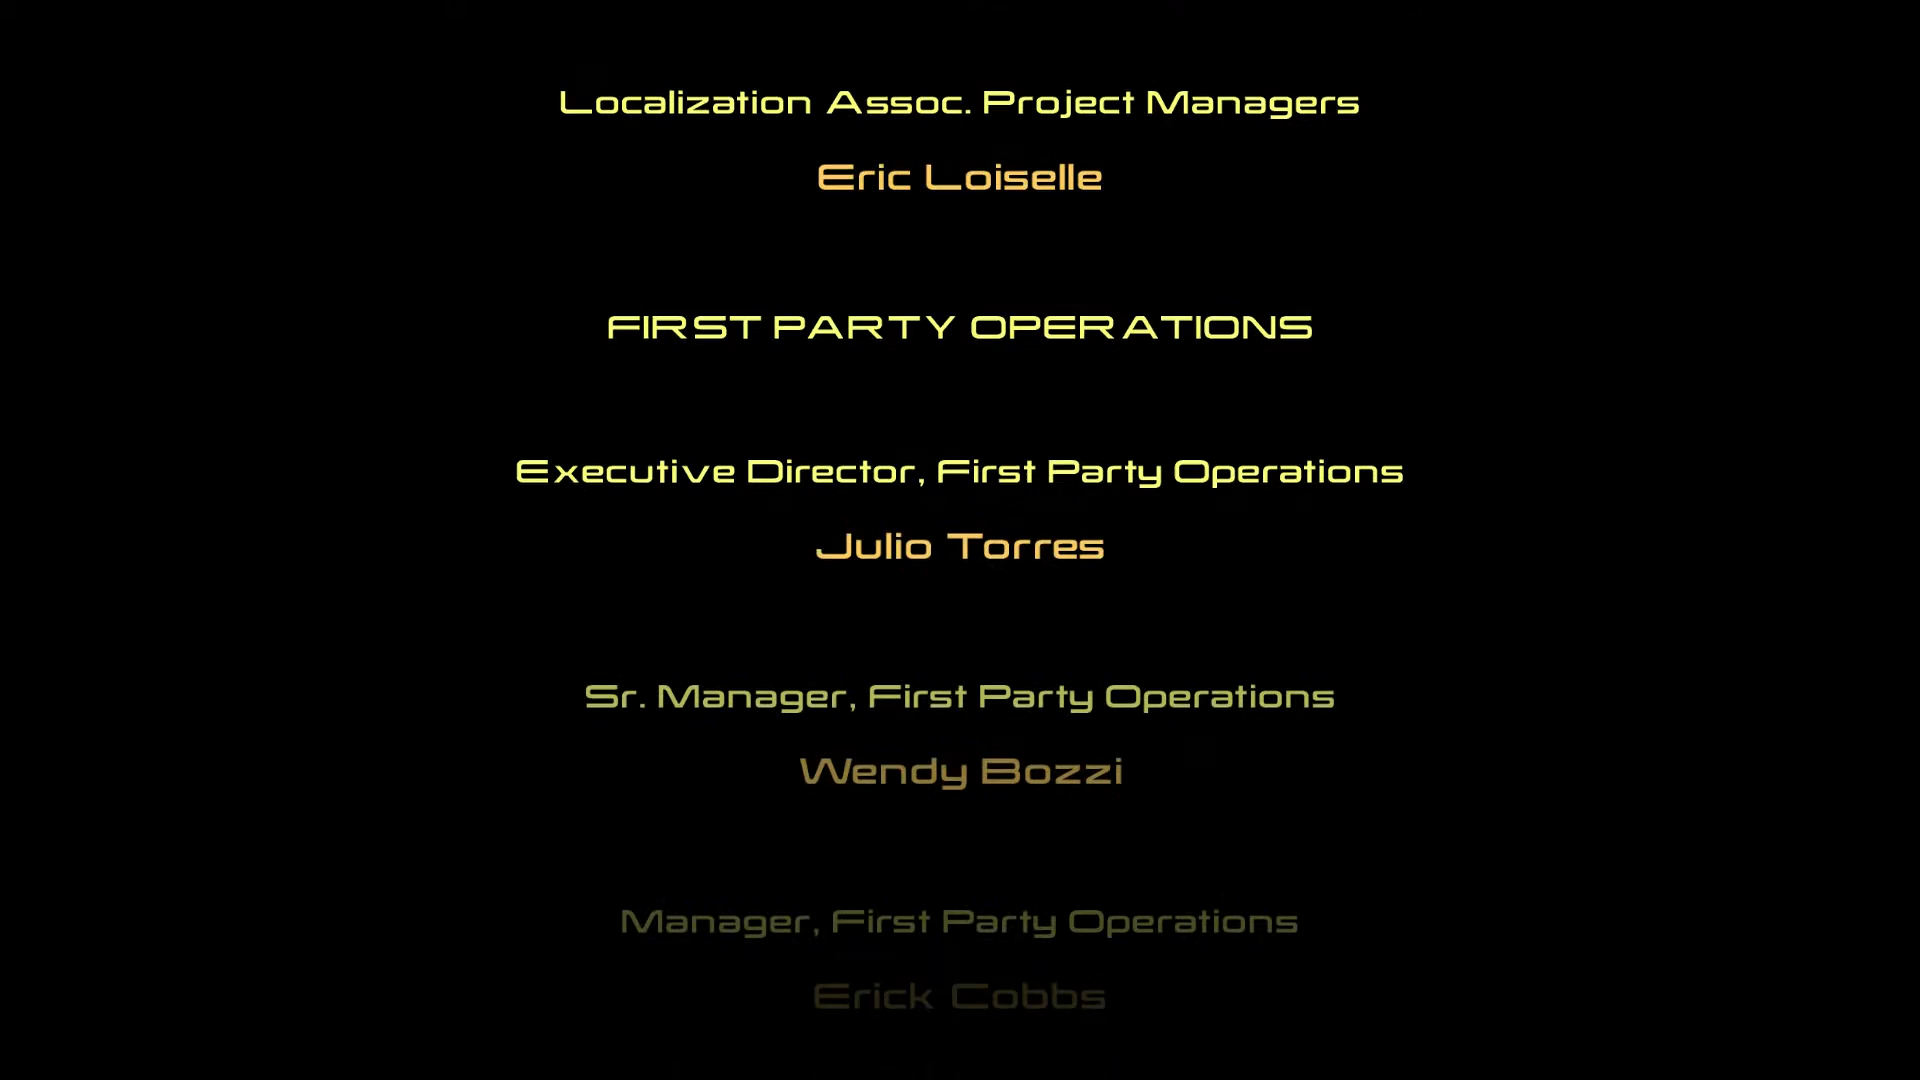 Localization Assoc. Project Managers
Eric Loiselle
FIRST PARTY OPERATIONS
Executive Director, First Party Operations
Julio Torres
Sr. Manager, First Party Operations
Wendy Bozzi
Manager, First Party Operations
Erick Cobbs